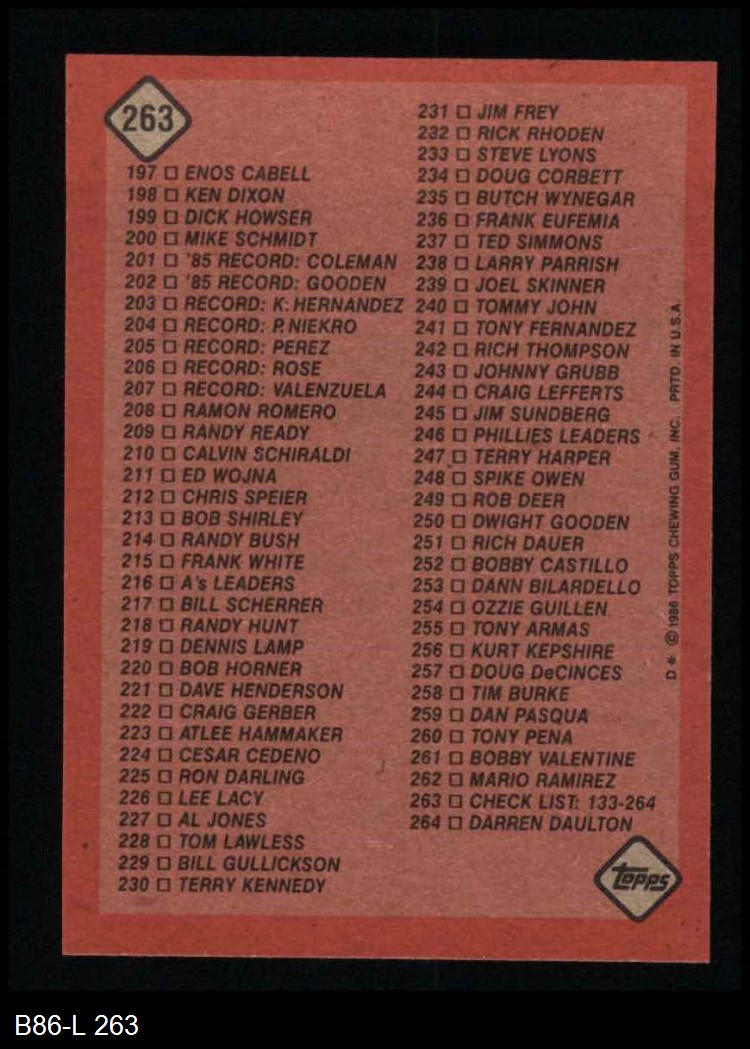 263
197 ☐ ENOS CABELL
198 ☐ KEN DIXON
199 ☐ DICK HOWSER
200 ☐ MIKE SCHMIDT
201 ☐ '85 RECORD: COLEMAN
202 ☐ '85 RECORD: GOODEN
203 ☐ RECORD: K. HERNANDEZ
204 ☐ RECORD: P. NIEKRO
205 ☐ RECORD: PEREZ
206 ☐ RECORD: ROSE
207 ☐ RECORD: VALENZUELA
208 ☐ RAMON ROMERO
209 ☐ RANDY READY
210 ☐ CALVIN SCHIRALDI
211 ☐ ED WOJNA
212 ☐ CHRIS SPEIER
213 ☐ BOB SHIRLEY
214 ☐ RANDY BUSH
215 ☐ FRANK WHITE
216 ☐ A's LEADERS
217 ☐ BILL SCHERRER
218 ☐ RANDY HUNT
219 ☐ DENNIS LAMP
220 ☐ BOB HORNER
221 ☐ DAVE HENDERSON
222 ☐ CRAIG GERBER
223 ☐ ATLEE HAMMAKER
224 ☐ CESAR CEDENO
225 ☐ RON DARLING
226 ☐ LEE LACY
227 ☐ AL JONES
228 ☐ TOM LAWLESS
229 ☐ BILL GULLICKSON
230 ☐ TERRY KENNEDY
231 ☐ JIM FREY
232 ☐ RICK RHODEN
233 ☐ STEVE LYONS
234 ☐ DOUG CORBETT
235 ☐ BUTCH WYNEGAR
236 ☐ FRANK EUFEMIA
237 ☐ TED SIMMONS
238 ☐ LARRY PARRISH
239 ☐ JOEL SKINNER
240 ☐ TOMMY JOHN
241 ☐ TONY FERNANDEZ
242 ☐ RICH THOMPSON
243 ☐ JOHNNY GRUBB
244 ☐ CRAIG LEFFERTS
245 ☐ JIM SUNDBERG
246 ☐ PHILLIES LEADERS
247 ☐ TERRY HARPER
248 ☐ SPIKE OWEN
249 ☐ ROB DEER
250 ☐ DWIGHT GOODEN
251 ☐ RICH DAUER
252 ☐ BOBBY CASTILLO
253 ☐ DANN BILARDELLO
254 ☐ OZZIE GUILLEN
255 ☐ TONY ARMAS
256 ☐ KURT KEPSHIRE
257 ☐ DOUG DeCINCES
258 ☐ TIM BURKE
259 ☐ DAN PASQUA
260 ☐ TONY PENA
261 ☐ BOBBY VALENTINE
262 ☐ MARIO RAMIREZ
263 ☐ CHECK LIST: 133-264
264 ☐ DARREN DAULTON
D* © 1986 TOPPS CHEWING GUM, INC. PRTD. IN U.S.A.
topps
B86-L 263